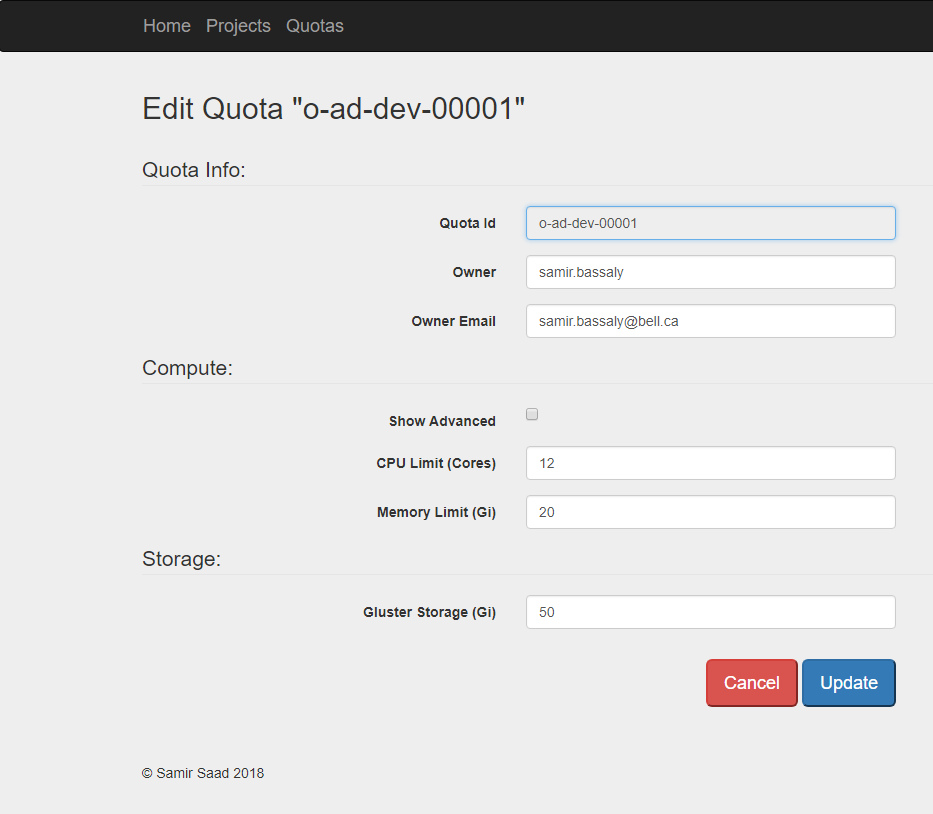 Home Projects Quotas
Edit Quota "o-ad-dev-00001"
Quota Info:
Quota Id o-ad-dev-00001
Owner samir.bassaly
Owner Email samir.bassaly@bell.ca
Compute:
Show Advanced
CPU Limit (Cores) 12
Memory Limit (Gi) 20
Storage:
Gluster Storage (Gi) 50
Cancel Update
© Samir Saad 2018